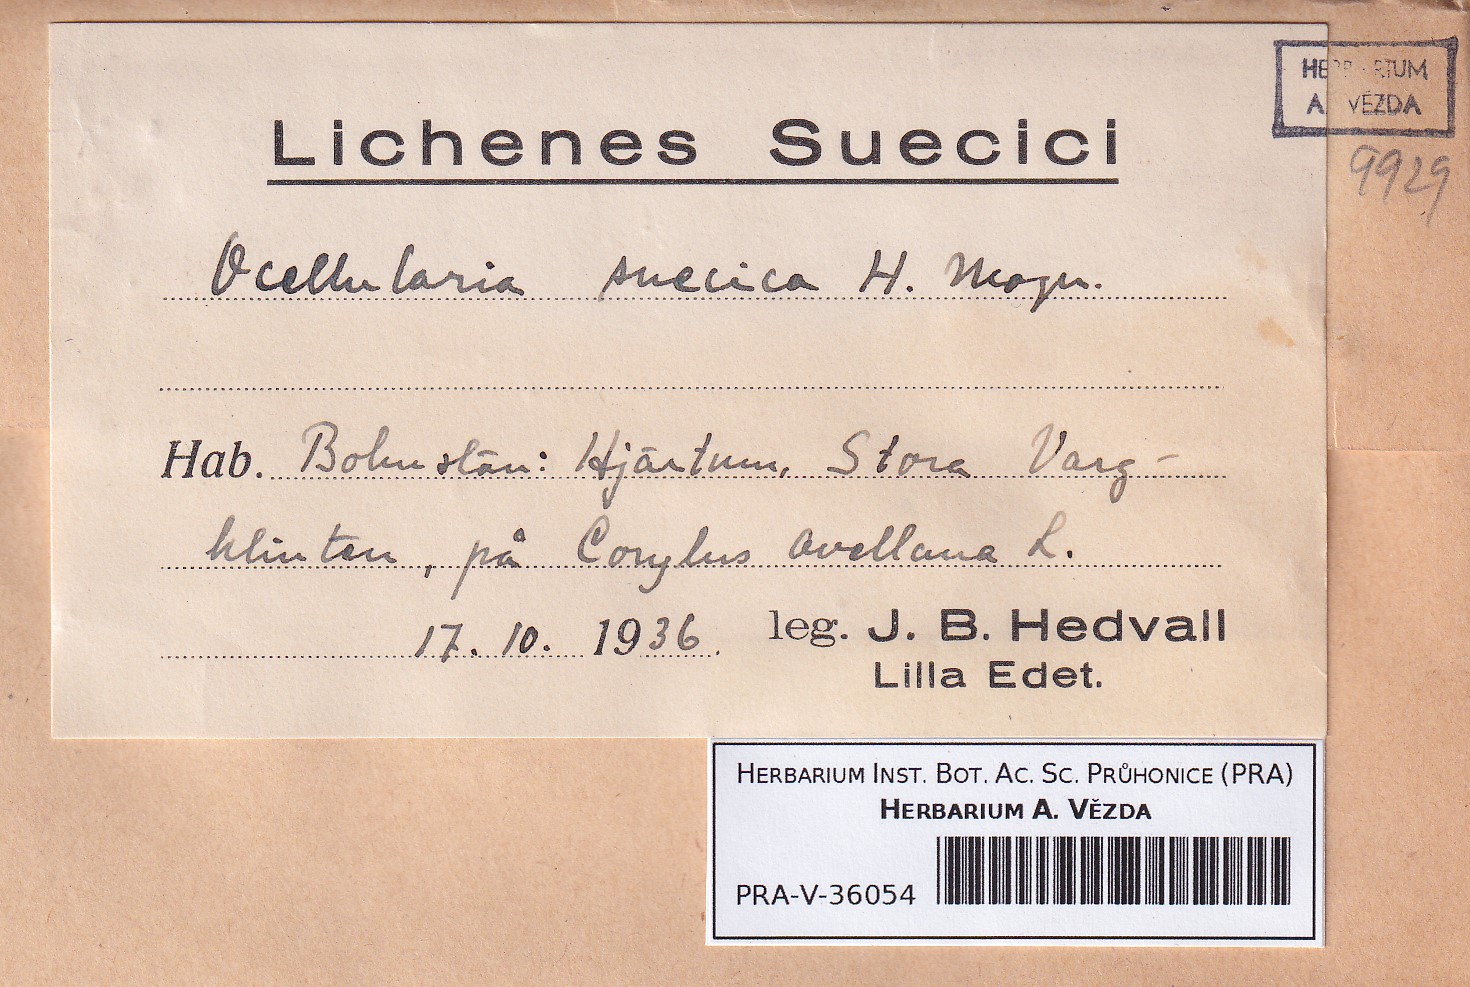 HERBARIUM
A. VĚZDA
9929
Lichenes Suecici
Ocellularia suecica H. Magn.
Hab. Bohuslän: Hjärtum, Stora Varg-
klinten, på Corylus avellana L.
17. 10. 1936. leg. J. B. Hedvall
Lilla Edet.
HERBARIUM INST. BOT. AC. SC. PRŮHONICE (PRA)
HERBARIUM A. VĚZDA
PRA-V-36054